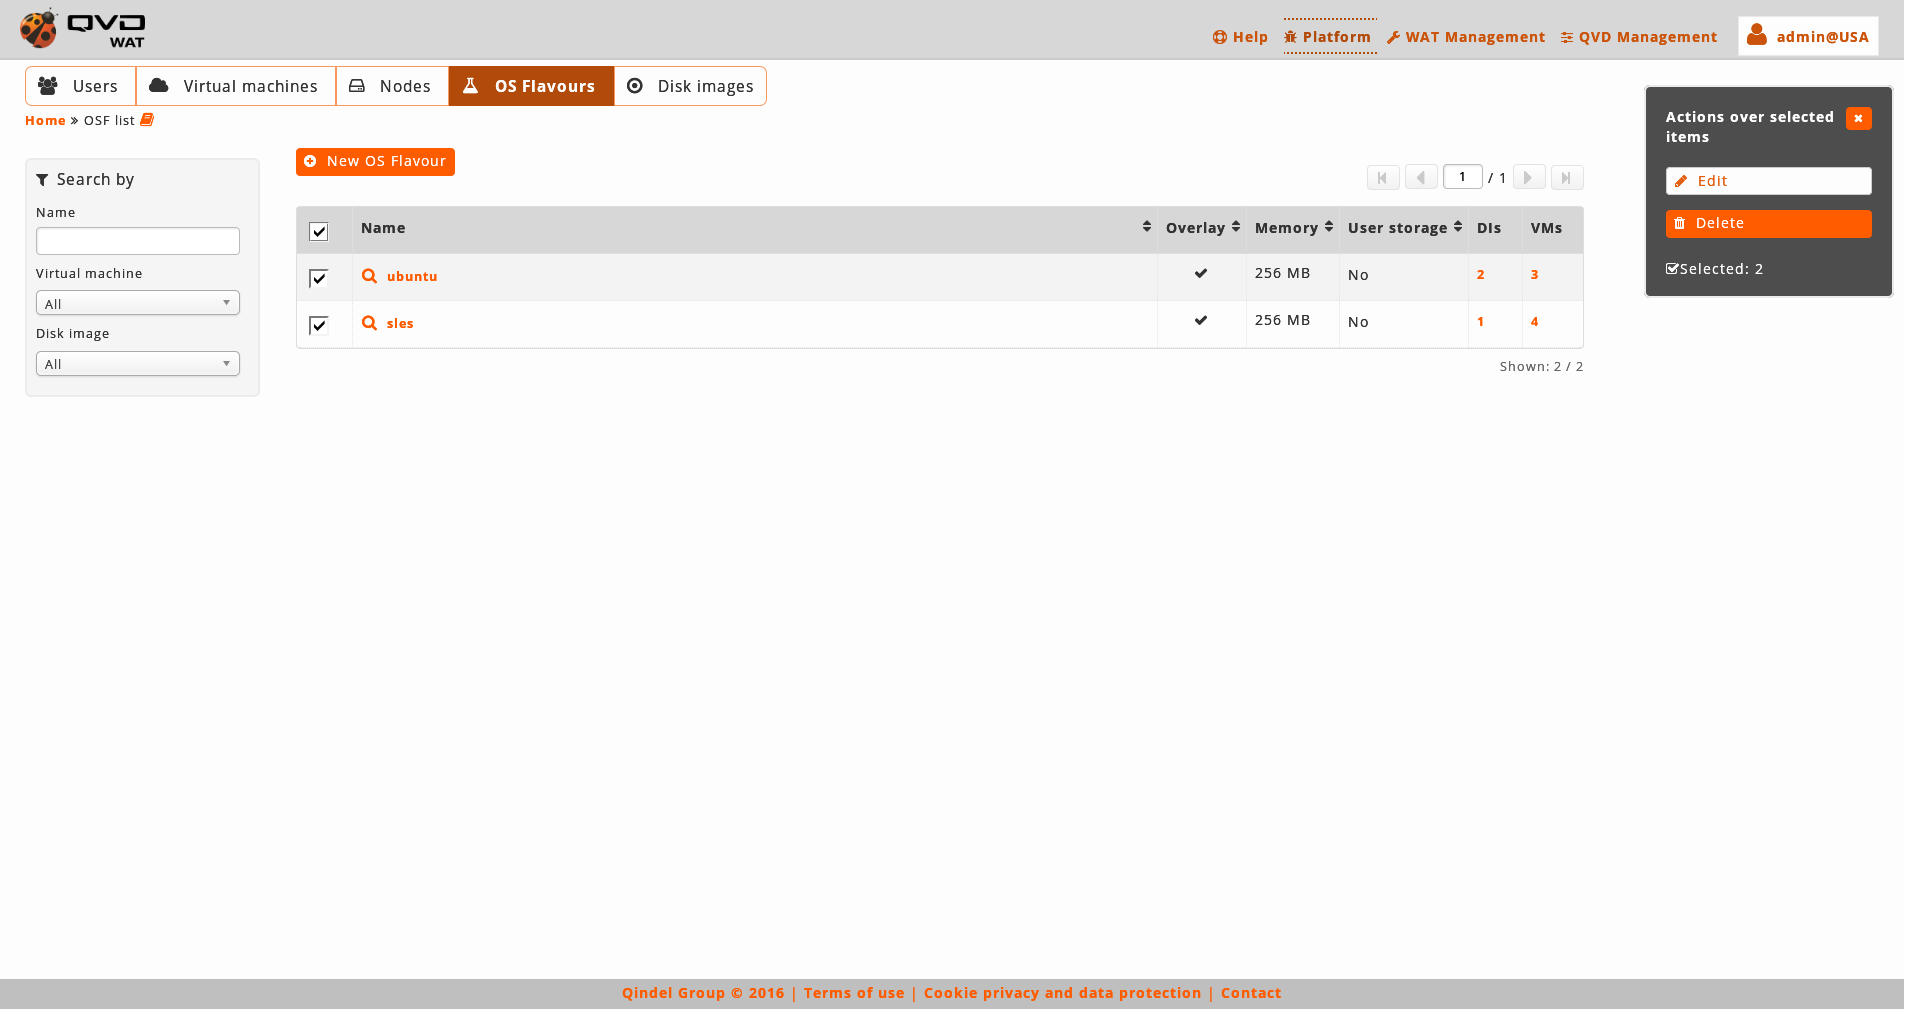 QVD
WAT
Help
Platform
WAT Management
QVD Management
admin@USA
Users
Virtual machines
Nodes
OS Flavours
Disk images
Home » OSF list
Search by
Name
Virtual machine
All
Disk image
All
New OS Flavour
1 / 1
Name Overlay Memory User storage DIs VMs
ubuntu 256 MB No 2 3
sles 256 MB No 1 4
Shown: 2 / 2
Actions over selected
items
Edit
Delete
Selected: 2
Qindel Group © 2016 | Terms of use | Cookie privacy and data protection | Contact